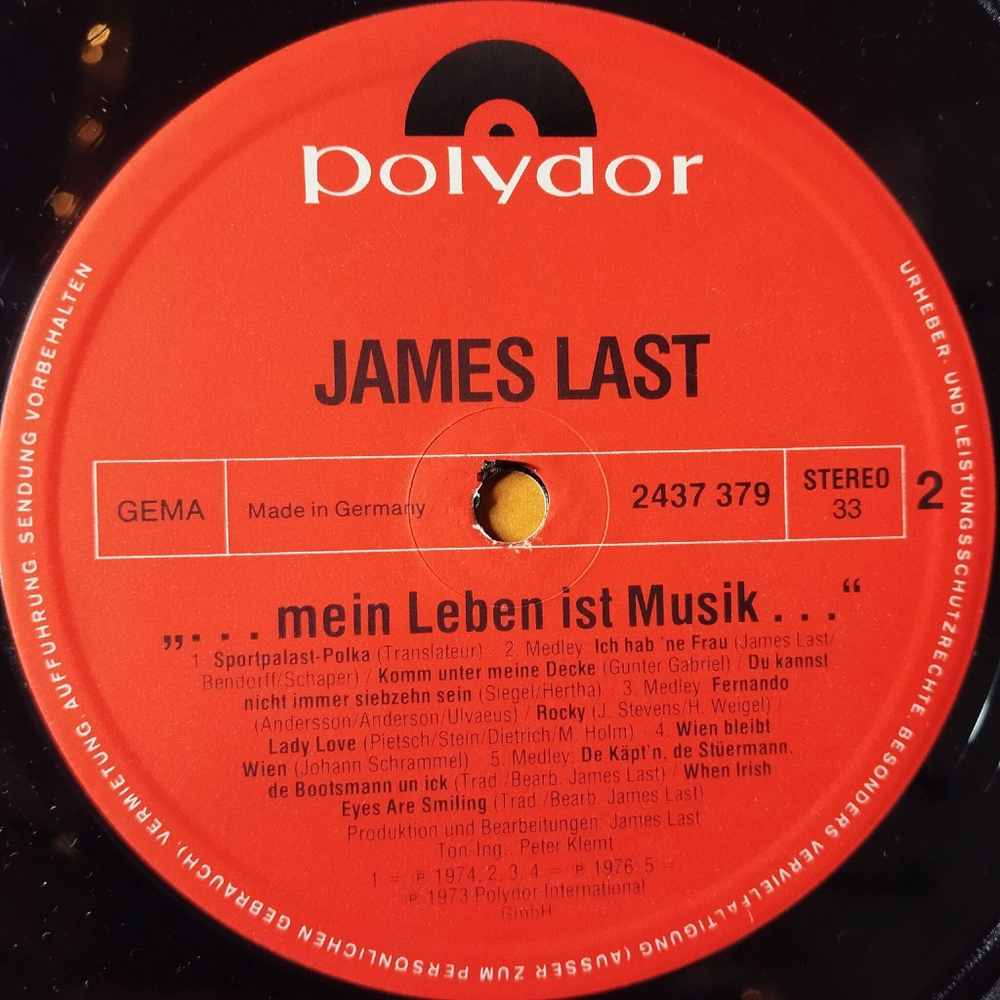 polydor
JAMES LAST
GEMA
Made in Germany
2437 379
STEREO
33
2
„. . . mein Leben ist Musik . . .“
1. Sportpalast-Polka (Translateur) · 2. Medley: Ich hab 'ne Frau (James Last/
Bendorff/Schaper) / Komm unter meine Decke (Gunter Gabriel) / Du kannst
nicht immer siebzehn sein (Siegel/Hertha) · 3. Medley: Fernando
(Andersson/Anderson/Ulvaeus) / Rocky (J. Stevens/H. Weigel) /
Lady Love (Pietsch/Stein/Dietrich/M. Holm) · 4. Wien bleibt
Wien (Johann Schrammel) · 5. Medley: De Käpt'n, de Stüermann,
de Bootsmann un ick (Trad./Bearb. James Last) / When Irish
Eyes Are Smiling (Trad./Bearb. James Last)
Produktion und Bearbeitungen: James Last
Ton-Ing.: Peter Klemt
1 = ℗ 1974; 2, 3, 4 = ℗ 1976; 5 =
℗ 1973 Polydor International
GmbH
URHEBER- UND LEISTUNGSSCHUTZRECHTE, BESONDERS VERVIELFÄLTIGUNG (AUSSER ZUM PERSÖNLICHEN GEBRAUCH), VERMIETUNG, AUFFÜHRUNG, SENDUNG VORBEHALTEN